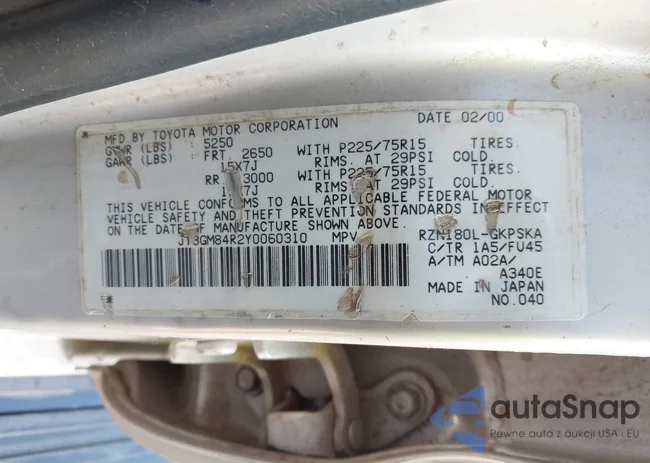 MFD BY TOYOTA MOTOR CORPORATION DATE 02/00
GVWR (LBS) : 5250
GAWR (LBS) : FRT 2650 WITH P225/75R15 TIRES.
15X7J RIMS. AT 29PSI COLD.
RR 3000 WITH P225/75R15 TIRES.
RIMS. AT 29PSI COLD.
THIS VEHICLE CONFORMS TO ALL APPLICABLE FEDERAL MOTOR
VEHICLE SAFETY AND THEFT PREVENTION STANDARDS IN EFFECT
ON THE DATE OF MANUFACTURE SHOWN ABOVE.
JT3GM84R2Y0060310 MPV RZN180L-GKPSKA
C/TR 1A5/FU45
A/TM A02A/
A340E
MADE IN JAPAN
NO.040
autoSnap
Pewne auta z aukcji USA i EU